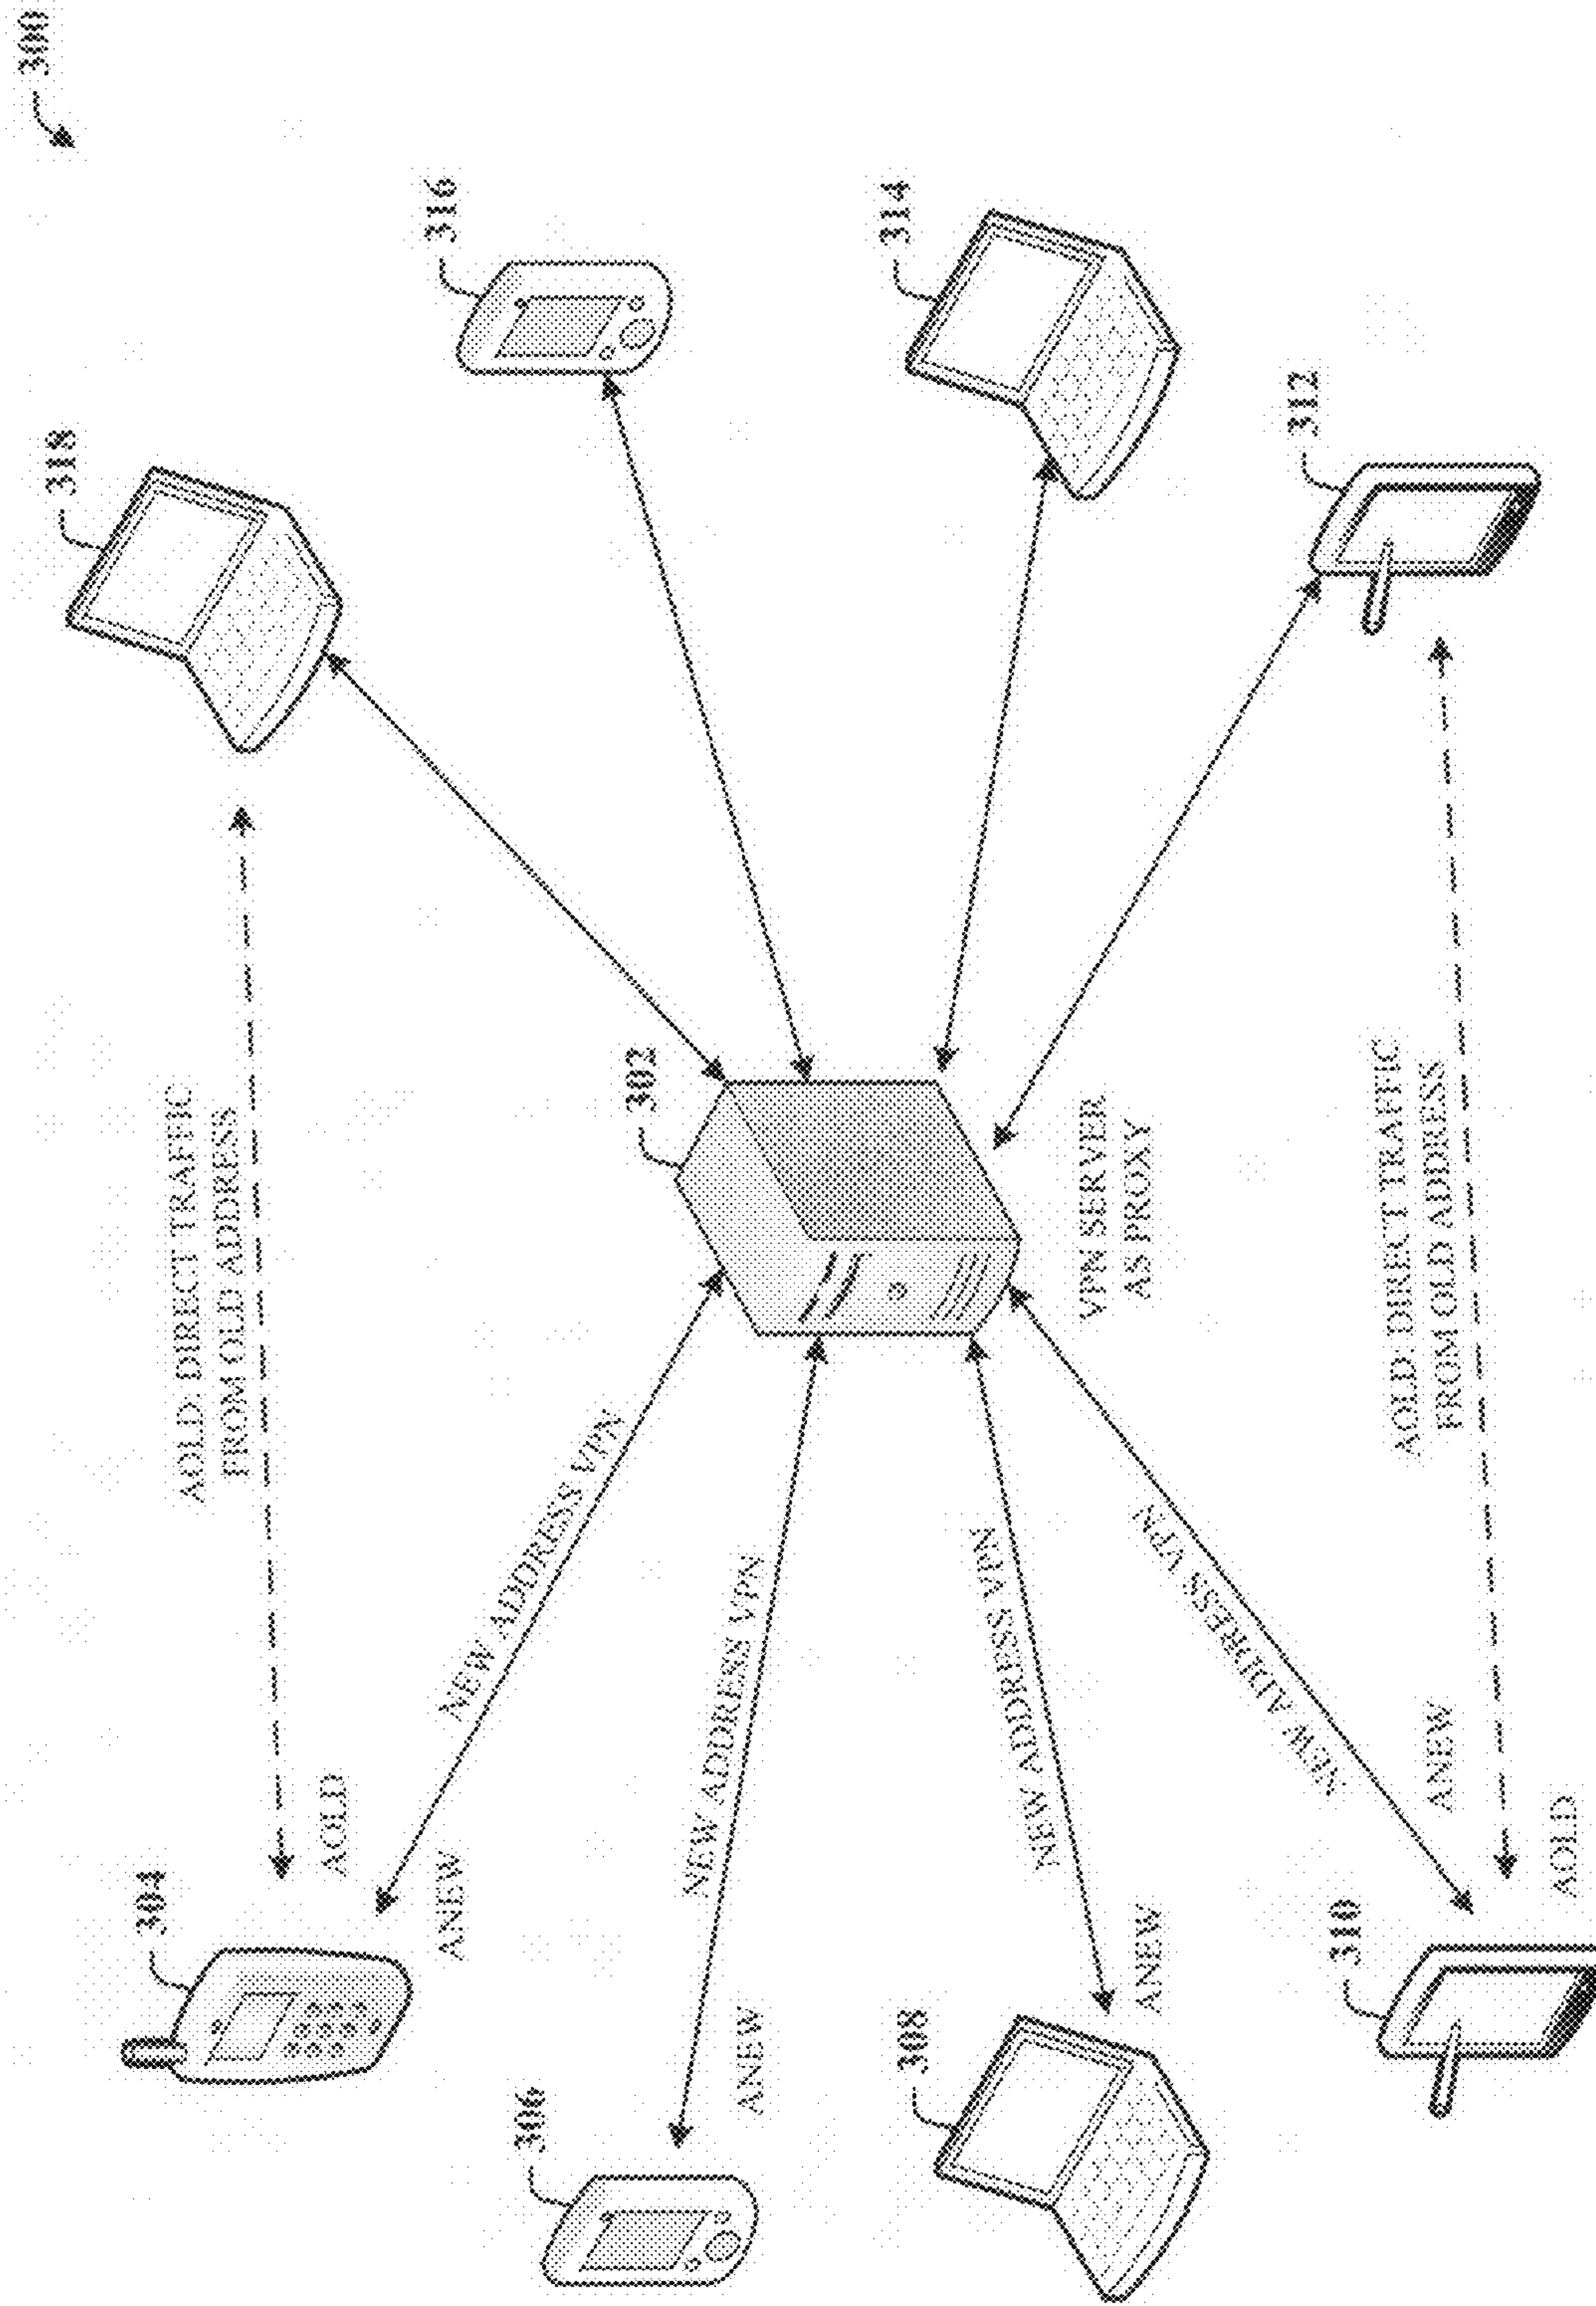 300
318
316
314
312
AOLD: DIRECT TRAFFIC
FROM OLD ADDRESS
302
VPN SERVER
AS PROXY
AOLD: DIRECT TRAFFIC
FROM OLD ADDRESS
NEW ADDRESS VPN
NEW ADDRESS VPN
NEW ADDRESS VPN
NEW ADDRESS VPN
304
AOLD
ANEW
306
ANEW
308
ANEW
310
ANEW
AOLD